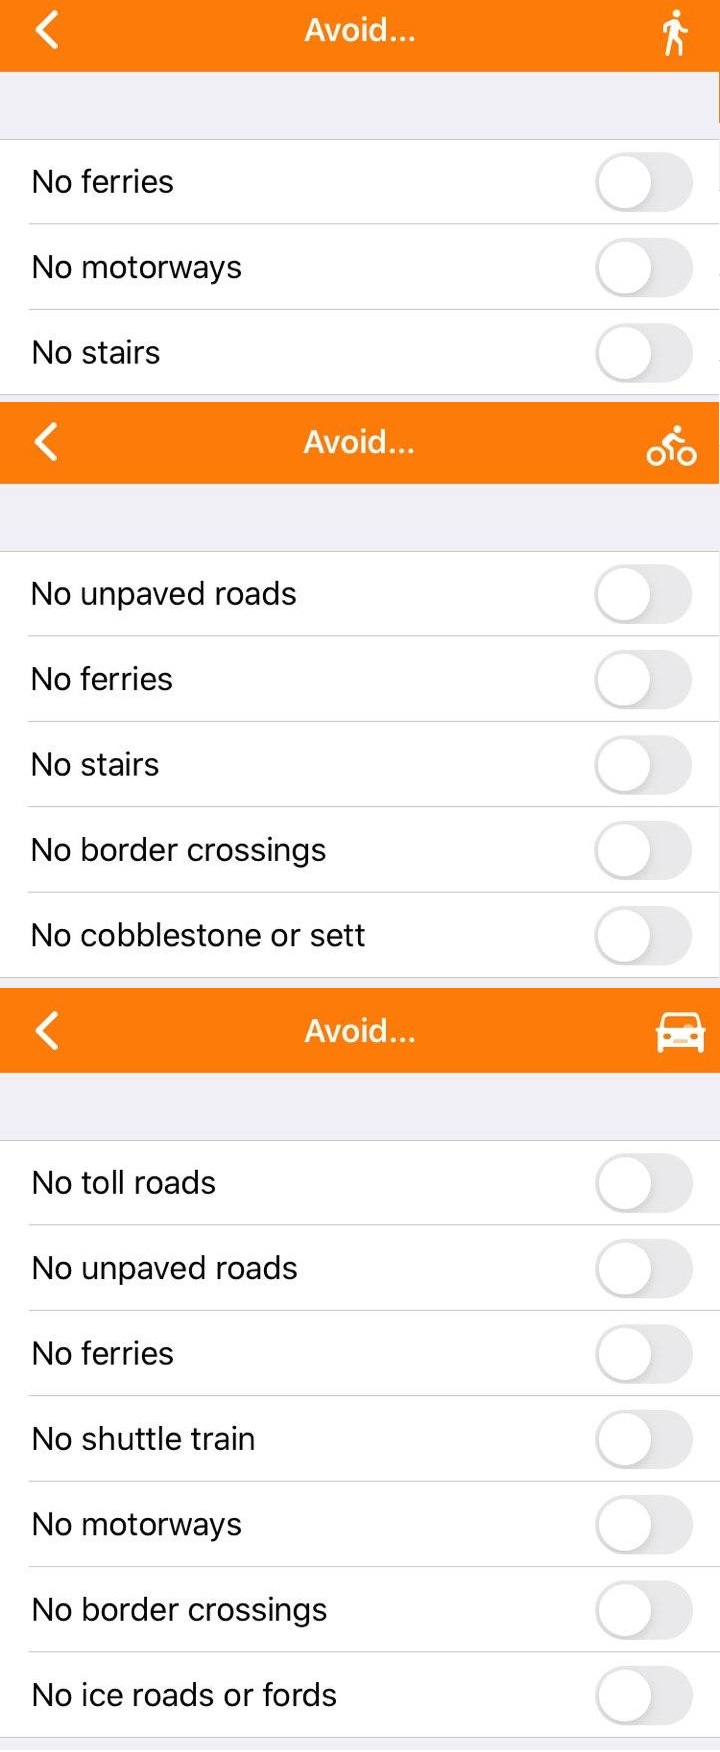 Avoid...
No ferries
No motorways
No stairs
Avoid...
No unpaved roads
No ferries
No stairs
No border crossings
No cobblestone or sett
Avoid...
No toll roads
No unpaved roads
No ferries
No shuttle train
No motorways
No border crossings
No ice roads or fords